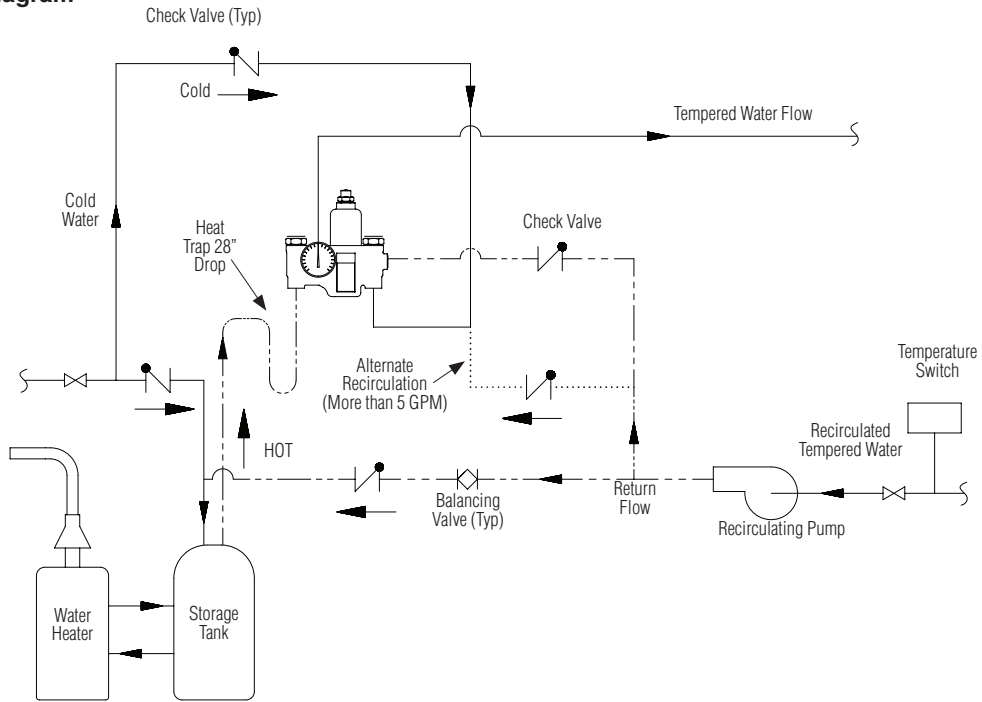 Check Valve (Typ)
Cold
Tempered Water Flow
Cold
Water
Heat
Trap 28"
Drop
Check Valve
Alternate
Recirculation
(More than 5 GPM)
Temperature
Switch
Recirculated
Tempered Water
HOT
Balancing
Valve (Typ)
Return
Flow
Recirculating Pump
Water
Heater
Storage
Tank